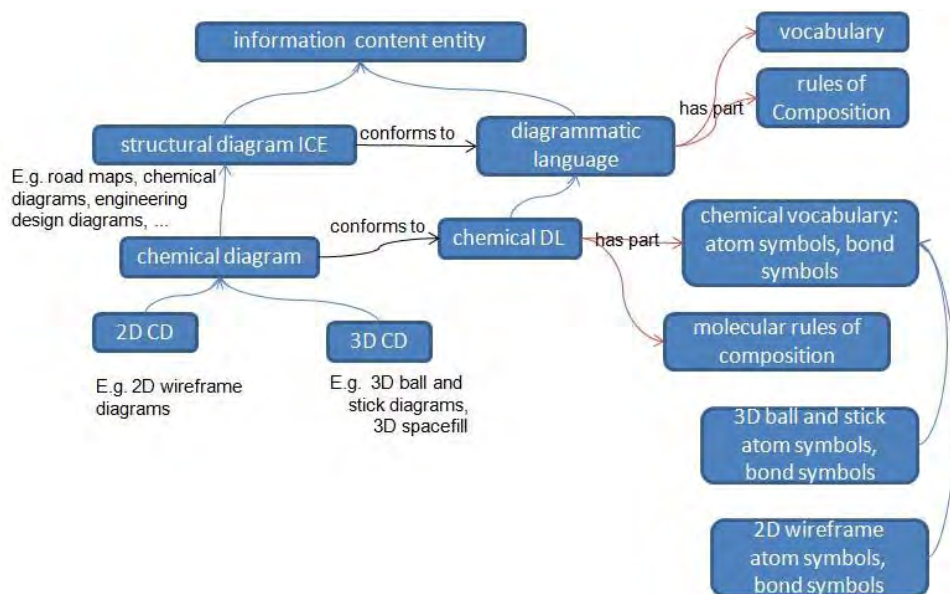 information content entity
vocabulary
rules of
Composition
has part
structural diagram ICE
conforms to
diagrammatic
language
E.g. road maps, chemical
diagrams, engineering
design diagrams, ...
chemical diagram
conforms to
chemical DL
has part
chemical vocabulary:
atom symbols, bond
symbols
2D CD
3D CD
molecular rules of
composition
E.g. 2D wireframe
diagrams
E.g. 3D ball and
stick diagrams,
3D spacefill
3D ball and stick
atom symbols,
bond symbols
2D wireframe
atom symbols,
bond symbols